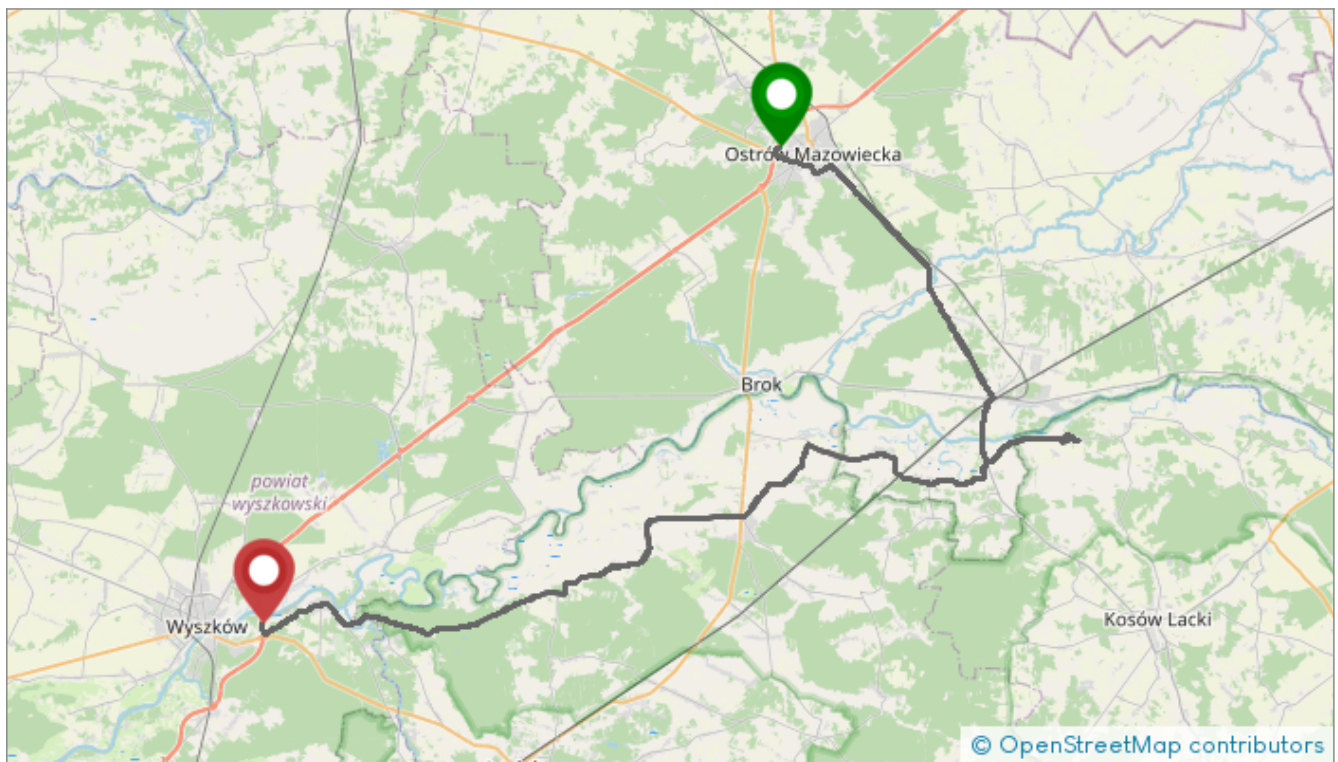 Ostrów Mazowiecka
Brok
powiat
wyszkowski
Wyszków
Kosów Lacki
© OpenStreetMap contributors